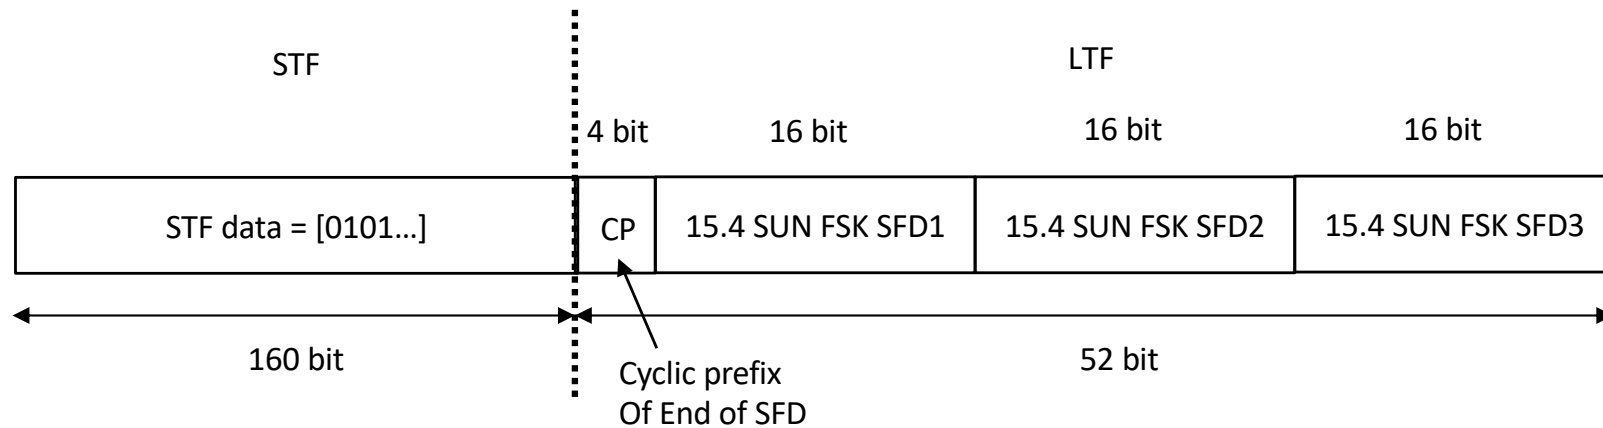 STF
LTF
4 bit
16 bit
16 bit
16 bit
STF data = [0101...]
CP
15.4 SUN FSK SFD1
15.4 SUN FSK SFD2
15.4 SUN FSK SFD3
160 bit
52 bit
Cyclic prefix
Of End of SFD